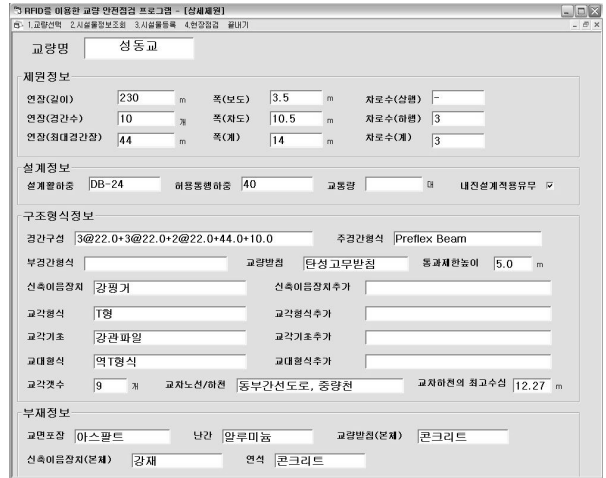 RFID를 이용한 교량 안전점검 프로그램 - [상세제원]
1.교량선택 2.시설물정보조회 3.시설물등록 4.현장점검 끝내기
교량명 성동교
제원정보
연장(길이) 230 m 폭(보도) 3.5 m 차로수(상행) -
연장(경간수) 10 개 폭(차도) 10.5 m 차로수(하행) 3
연장(최대경간장) 44 m 폭(계) 14 m 차로수(계) 3
설계정보
설계활하중 DB-24 허용통행하중 40 교통량 대 내진설계적용유무
구조형식정보
경간구성 3@22.0+3@22.0+2@22.0+44.0+10.0 주경간형식 Preflex Beam
부경간형식 교량받침 탄성고무받침 통과제한높이 5.0 m
신축이음장치 강핑거 신축이음장치추가
교각형식 T형 교각형식추가
교각기초 강관파일 교각기초추가
교대형식 역T형식 교대형식추가
교각갯수 9 개 교차노선/하천 동부간선도로, 중량천 교차하천의 최고수심 12.27 m
부재정보
교면포장 아스팔트 난간 알루미늄 교량받침(본체) 콘크리트
신축이음장치(본체) 강재 연석 콘크리트